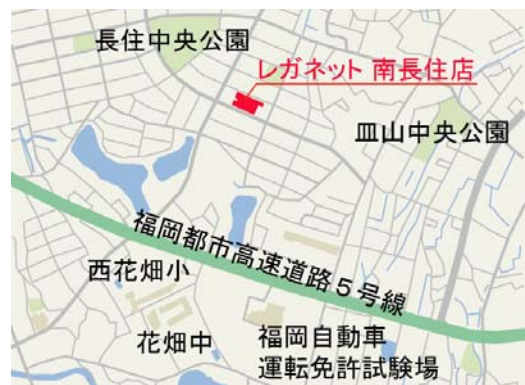 長住中央公園
レガネット 南長住店
皿山中央公園
福岡都市高速道路5号線
西花畑小
花畑中
福岡自動車
運転免許試験場